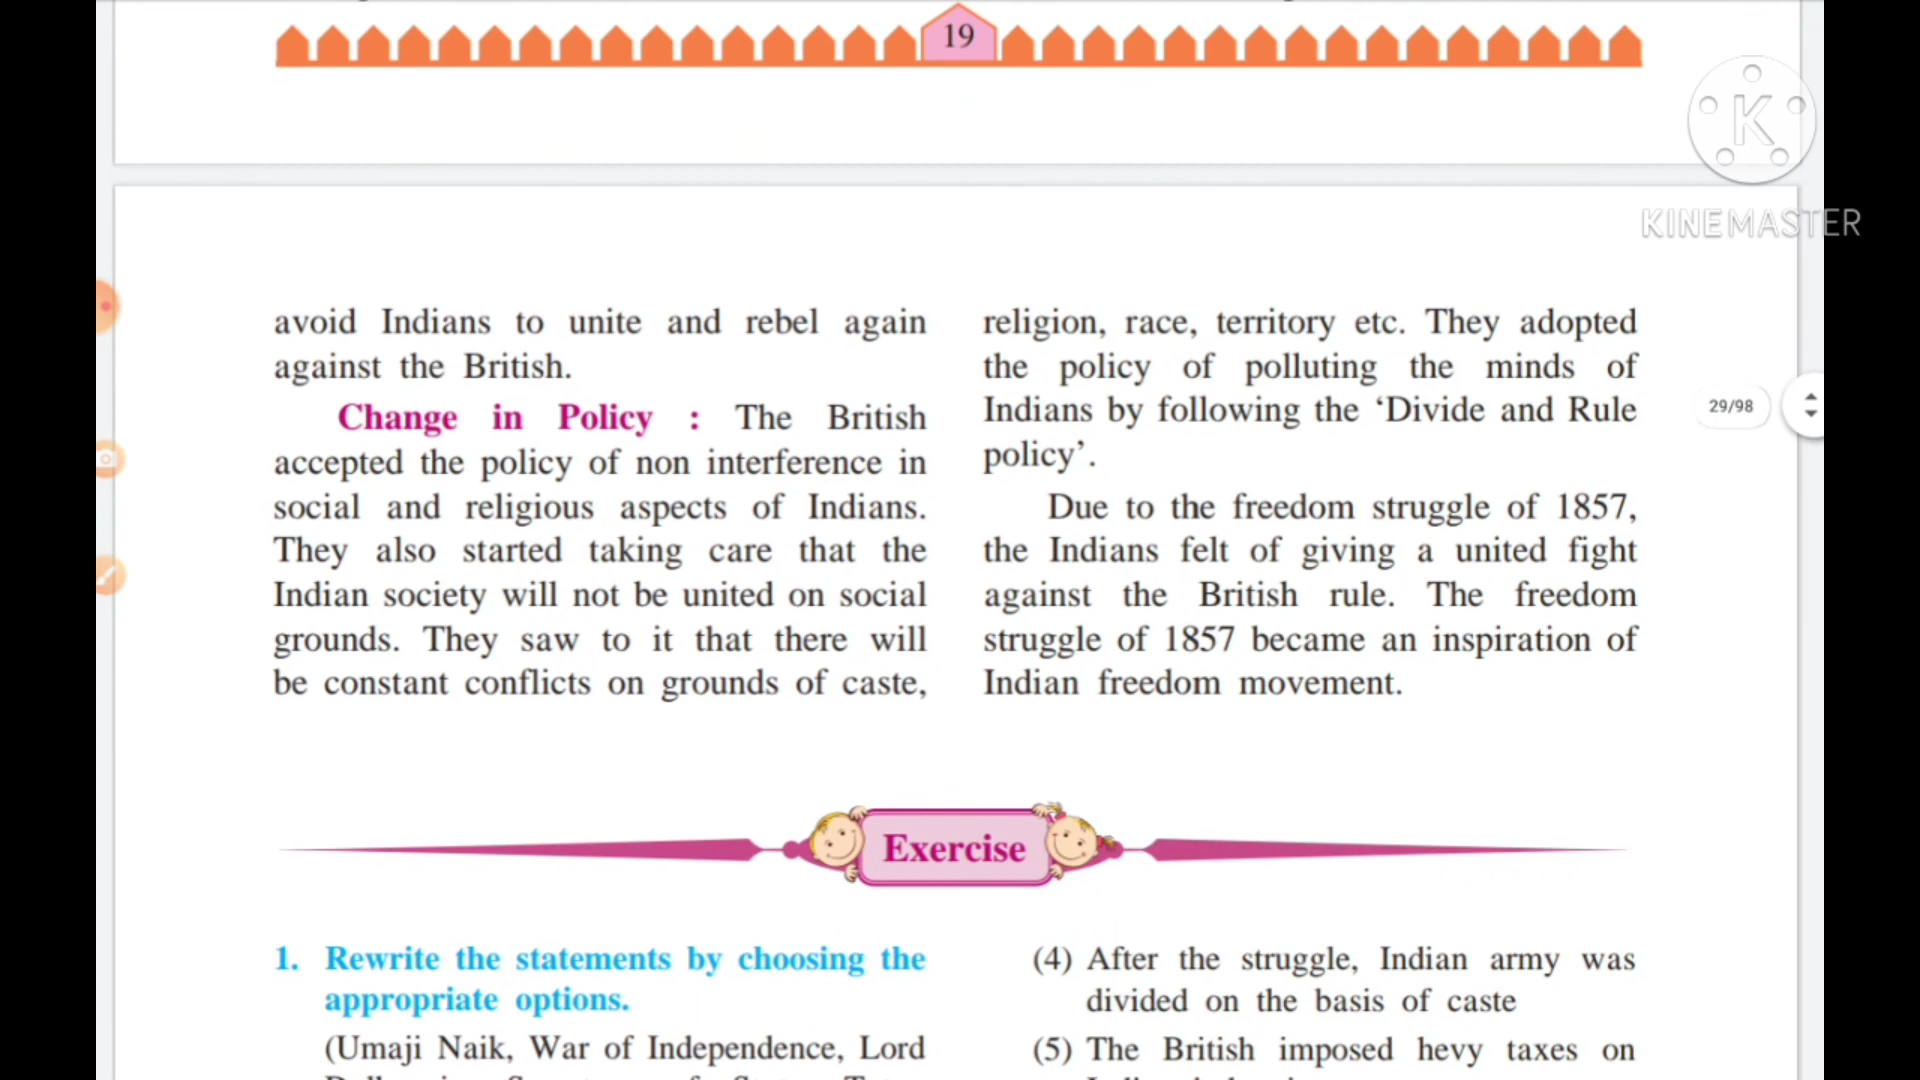 19
KINEMASTER
avoid Indians to unite and rebel again
against the British.
Change in Policy : The British
accepted the policy of non interference in
social and religious aspects of Indians.
They also started taking care that the
Indian society will not be united on social
grounds. They saw to it that there will
be constant conflicts on grounds of caste,
religion, race, territory etc. They adopted
the policy of polluting the minds of
Indians by following the ‘Divide and Rule
policy’.
Due to the freedom struggle of 1857,
the Indians felt of giving a united fight
against the British rule. The freedom
struggle of 1857 became an inspiration of
Indian freedom movement.
29/98
Exercise
1. Rewrite the statements by choosing the
appropriate options.
(Umaji Naik, War of Independence, Lord
(4) After the struggle, Indian army was
divided on the basis of caste
(5) The British imposed hevy taxes on